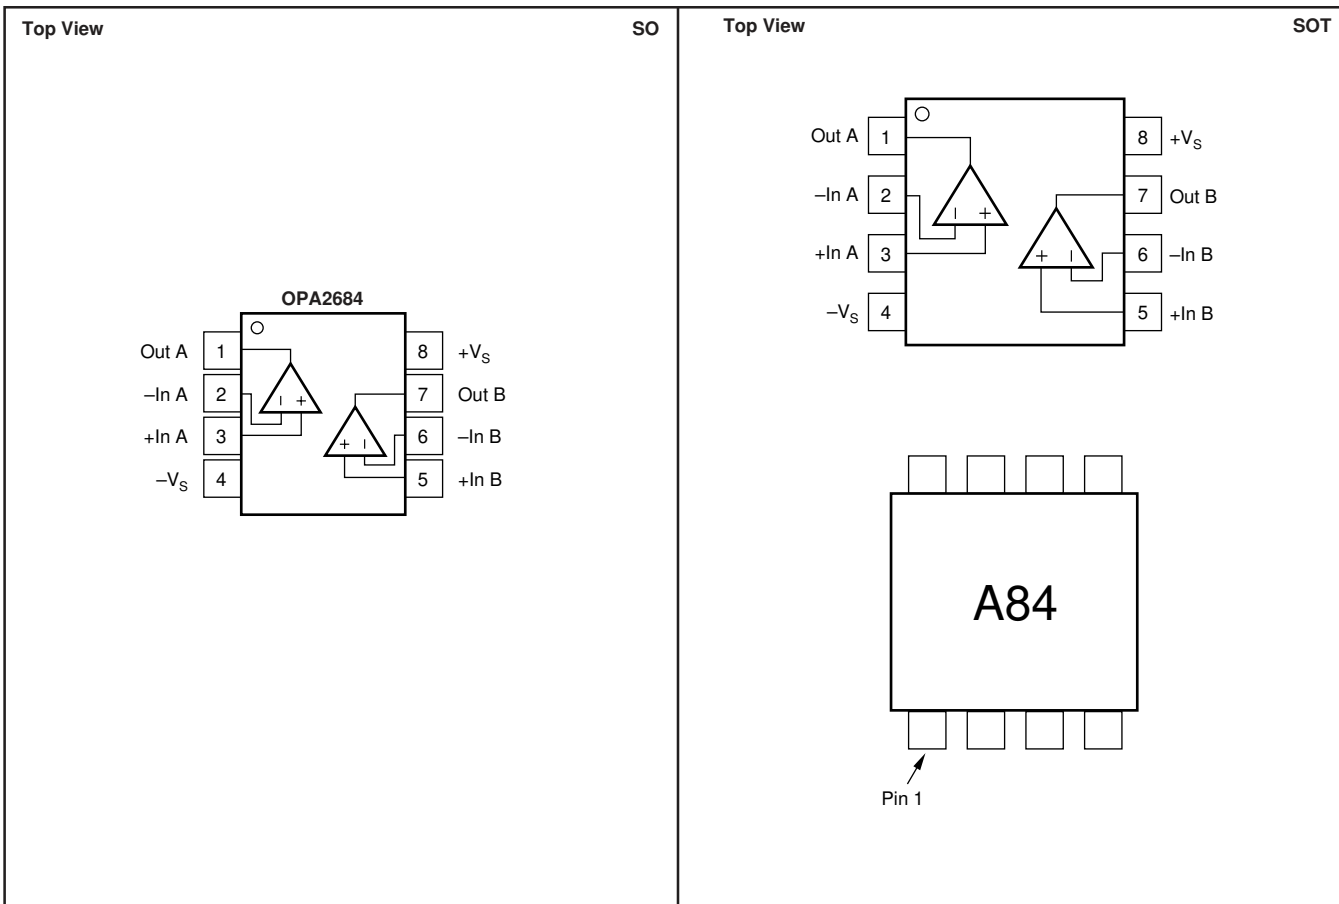 Top View
SO
OPA2684
Out A 1
–In A 2
+In A 3
–VS 4
8 +VS
7 Out B
6 –In B
5 +In B
– +
+ –
Top View
SOT
Out A 1
–In A 2
+In A 3
–VS 4
8 +VS
7 Out B
6 –In B
5 +In B
– +
+ –
A84
Pin 1